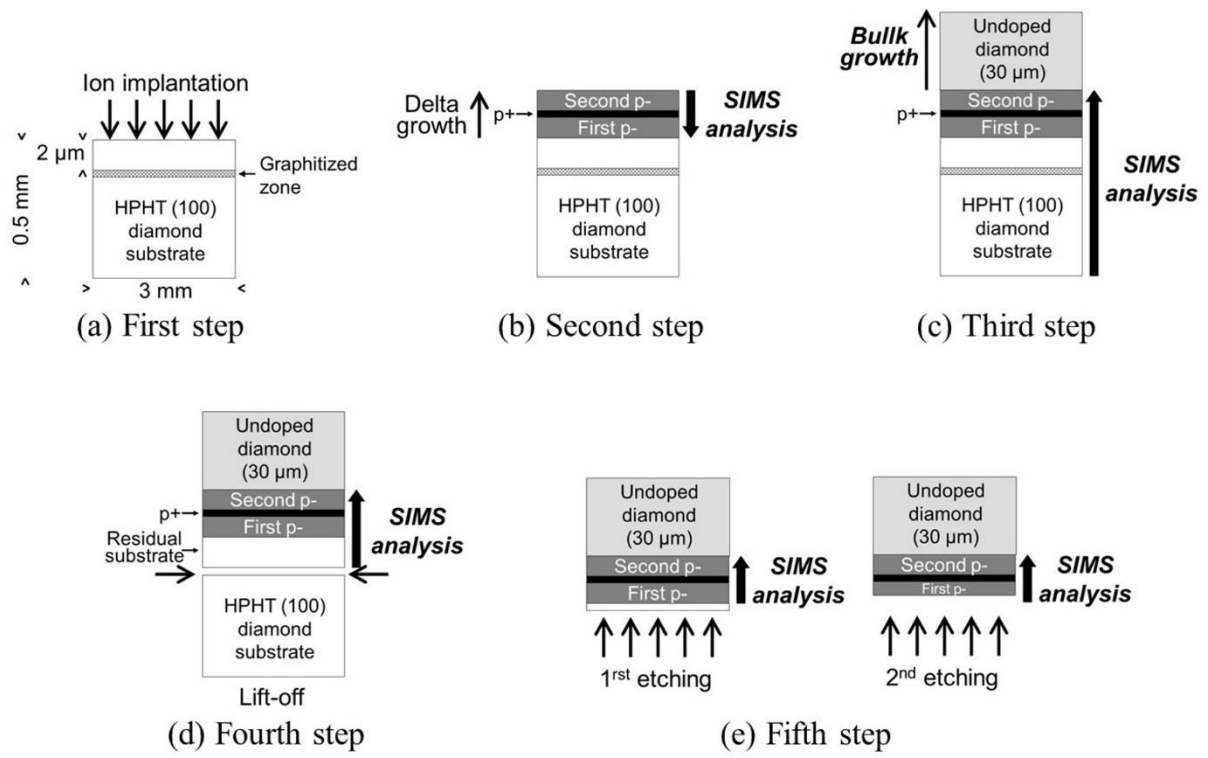 Ion implantation
2 µm
0.5 mm
Graphitized
zone
HPHT (100)
diamond
substrate
3 mm
(a) First step
Delta
growth
p+
Second p-
First p-
SIMS
analysis
HPHT (100)
diamond
substrate
(b) Second step
Bullk
growth
Undoped
diamond
(30 µm)
p+
Second p-
First p-
SIMS
analysis
HPHT (100)
diamond
substrate
(c) Third step
Undoped
diamond
(30 µm)
p+
Second p-
First p-
Residual
substrate
SIMS
analysis
HPHT (100)
diamond
substrate
Lift-off
(d) Fourth step
Undoped
diamond
(30 µm)
Second p-
First p-
SIMS
analysis
1rst etching
Undoped
diamond
(30 µm)
Second p-
First p-
SIMS
analysis
2nd etching
(e) Fifth step